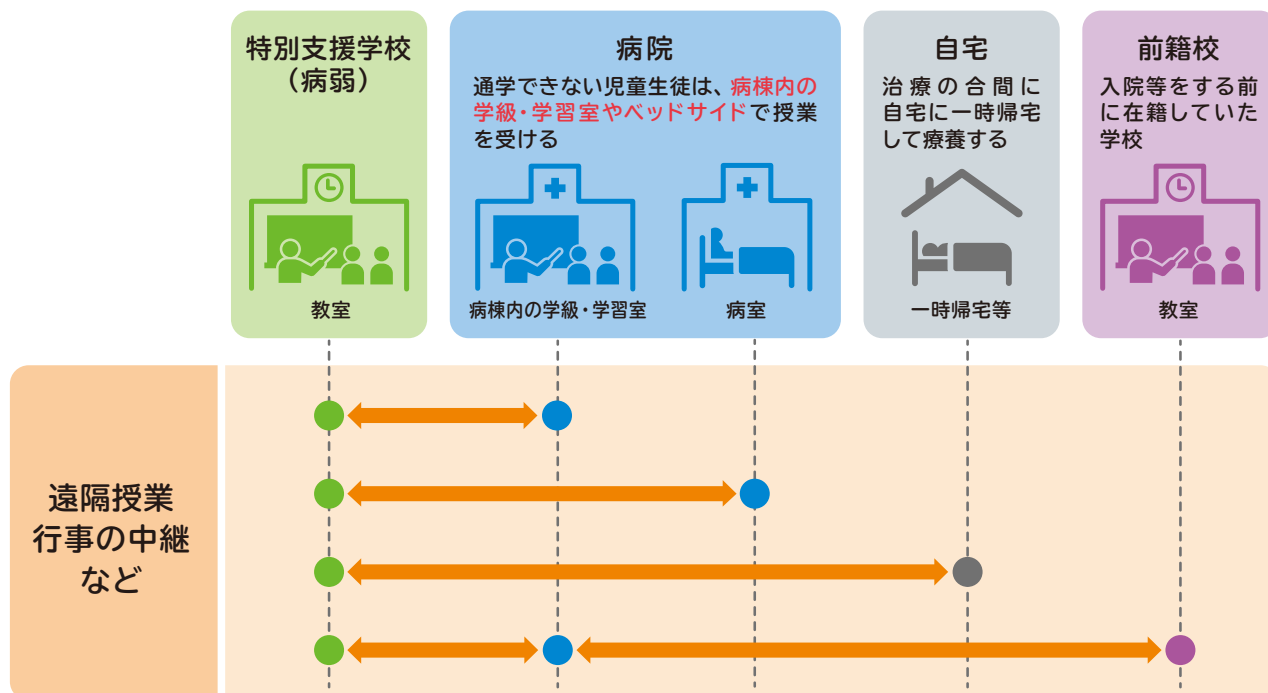 特別支援学校
(病弱)
教室
病院
通学できない児童生徒は、病棟内の
学級・学習室やベッドサイドで授業
を受ける
病棟内の学級・学習室
病室
自宅
治療の合間に
自宅に一時帰宅
して療養する
一時帰宅等
前籍校
入院等をする前
に在籍していた
学校
教室
遠隔授業
行事の中継
など